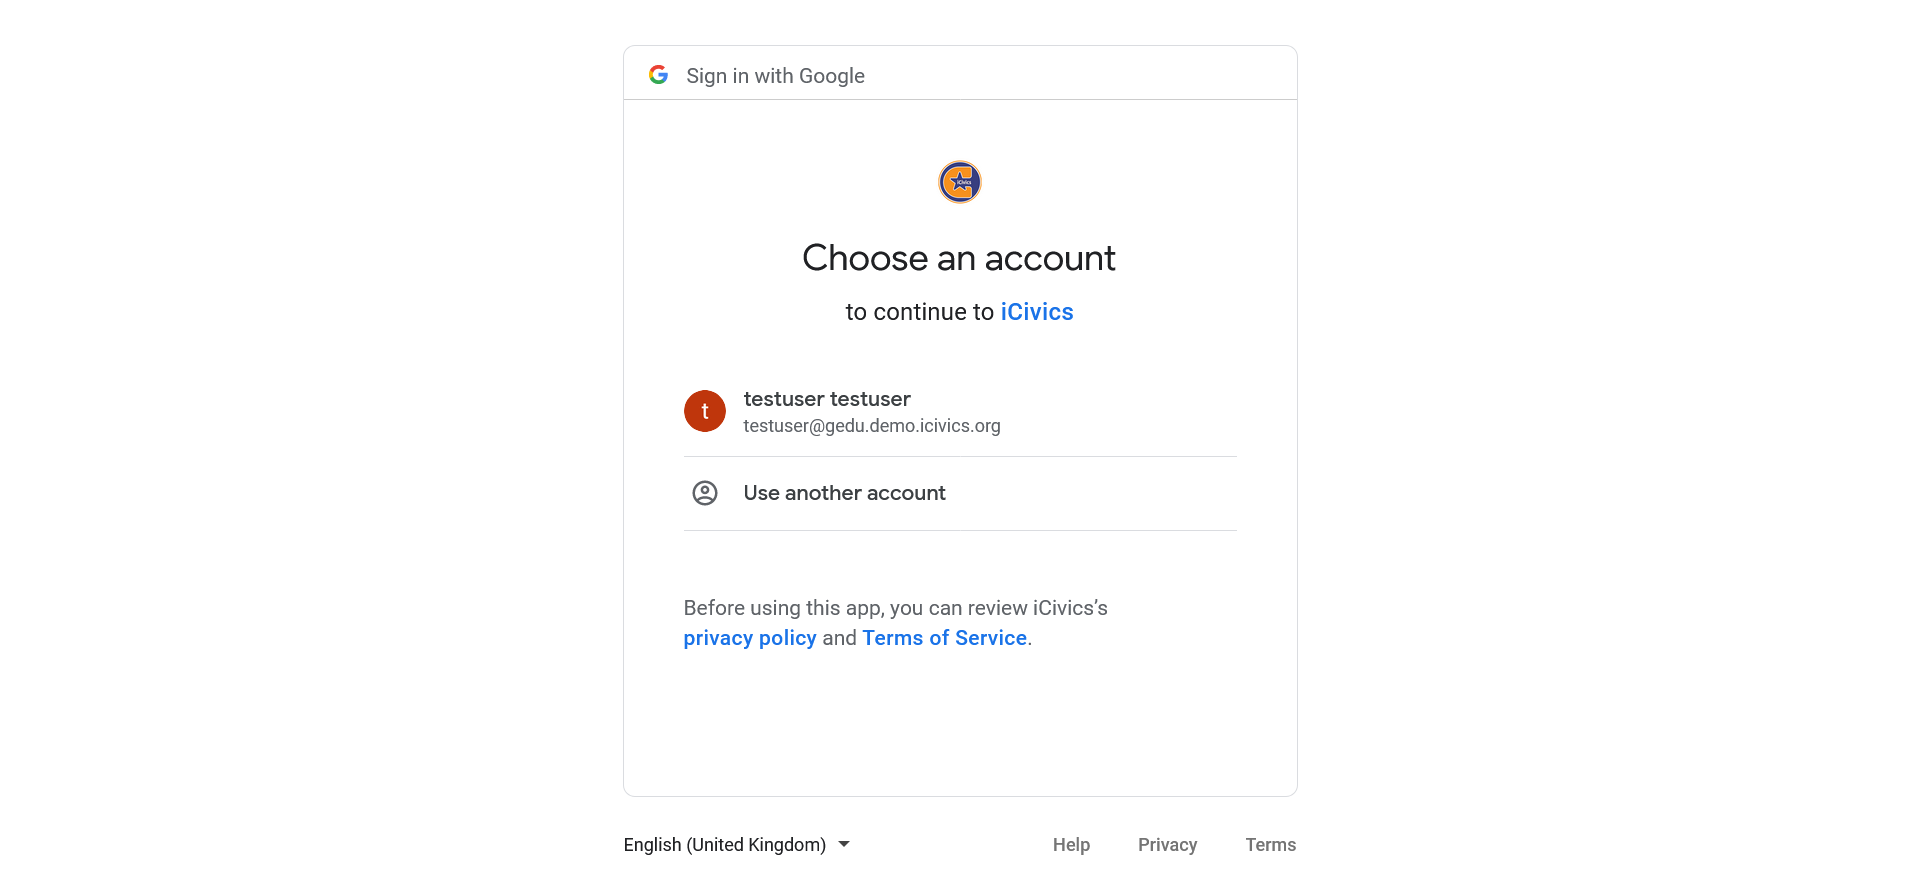 Sign in with Google
iCivics
Choose an account
to continue to iCivics
t
testuser testuser
testuser@gedu.demo.icivics.org
Use another account
Before using this app, you can review iCivics’s
privacy policy and Terms of Service.
English (United Kingdom)
Help Privacy Terms